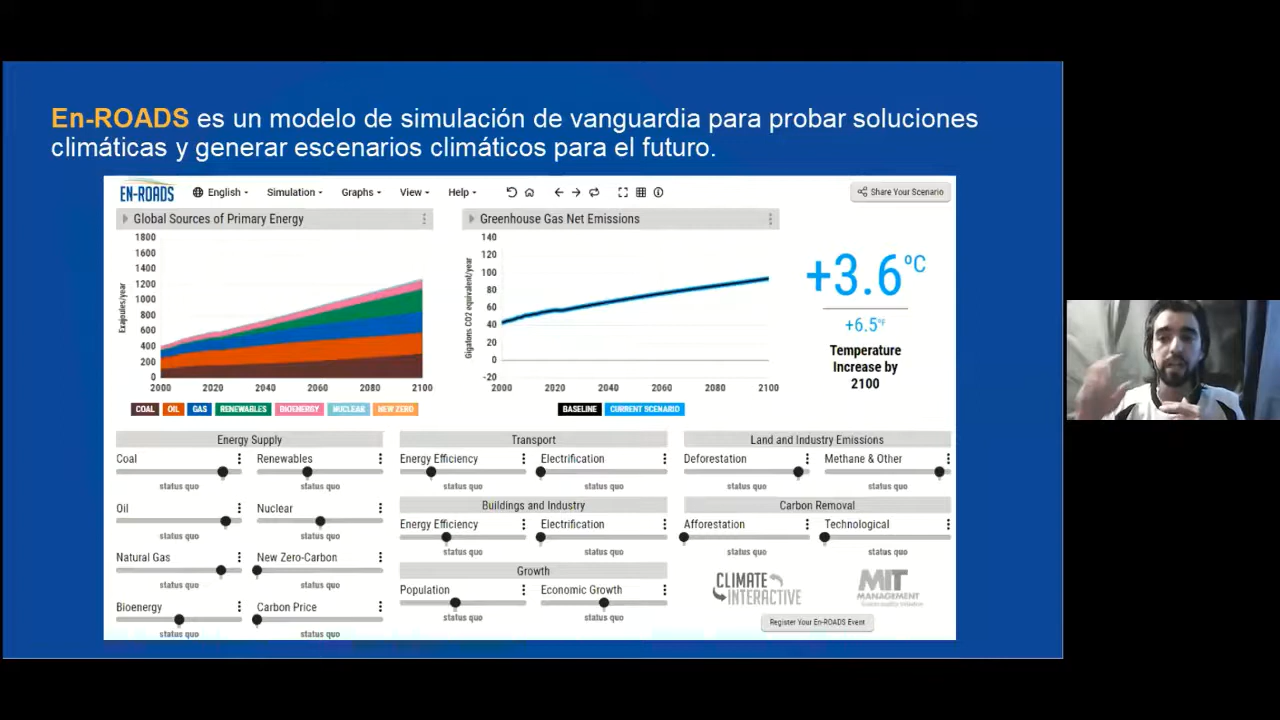 En-ROADS es un modelo de simulación de vanguardia para probar soluciones
climáticas y generar escenarios climáticos para el futuro.
EN-ROADS English Simulation Graphs View Help Share Your Scenario
Global Sources of Primary Energy
Exajoules/year
1800
1600
1400
1200
1000
800
600
400
200
0
2000 2020 2040 2060 2080 2100
COAL OIL GAS RENEWABLES BIOENERGY NUCLEAR NEW ZERO
Greenhouse Gas Net Emissions
Gigatons CO2 equivalent/year
140
120
100
80
60
40
20
0
-20
2000 2020 2040 2060 2080 2100
BASELINE CURRENT SCENARIO
+3.6 °C
+6.5°F
Temperature
Increase by
2100
Energy Supply
Coal Renewables
status quo status quo
Oil Nuclear
status quo status quo
Natural Gas New Zero-Carbon
status quo status quo
Bioenergy Carbon Price
status quo status quo
Transport
Energy Efficiency Electrification
status quo status quo
Buildings and Industry
Energy Efficiency Electrification
status quo status quo
Growth
Population Economic Growth
status quo status quo
Land and Industry Emissions
Deforestation Methane & Other
status quo status quo
Carbon Removal
Afforestation Technological
status quo status quo
CLIMATE
INTERACTIVE
MIT
MANAGEMENT
Register Your En-ROADS Event